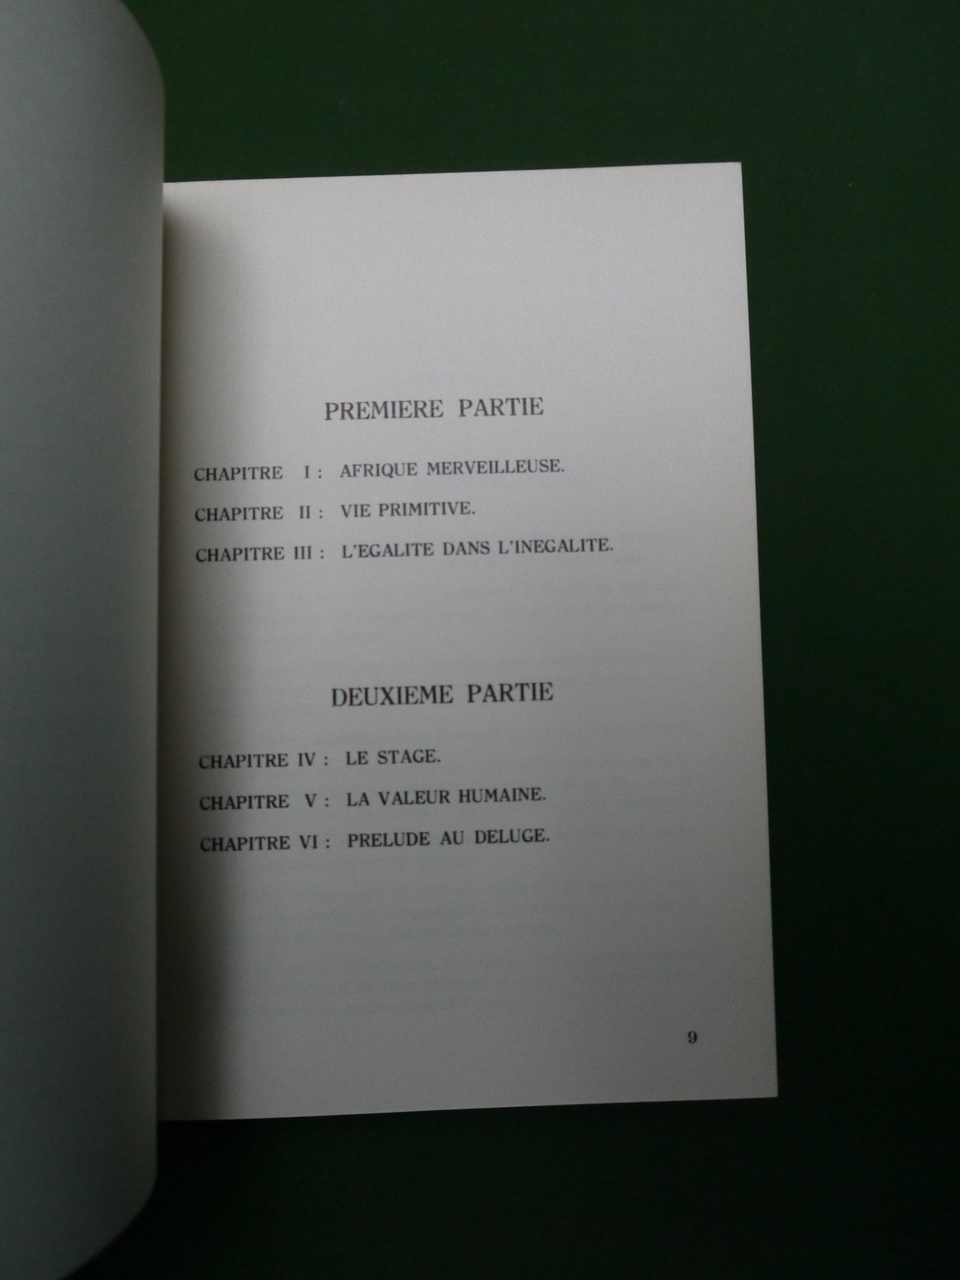 PREMIERE PARTIE
CHAPITRE I : AFRIQUE MERVEILLEUSE.
CHAPITRE II : VIE PRIMITIVE.
CHAPITRE III : L'EGALITE DANS L'INEGALITE.
DEUXIEME PARTIE
CHAPITRE IV : LE STAGE.
CHAPITRE V : LA VALEUR HUMAINE.
CHAPITRE VI : PRELUDE AU DELUGE.
9